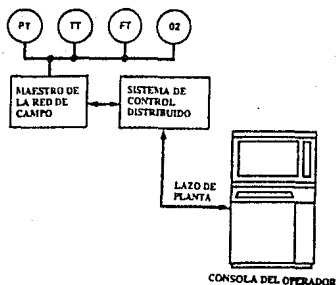 PT TT FT 02
MAESTRO DE
LA RED DE
CAMPO
SISTEMA DE
CONTROL
DISTRIBUIDO
LAZO DE
PLANTA
CONSOLA DEL OPERADOR